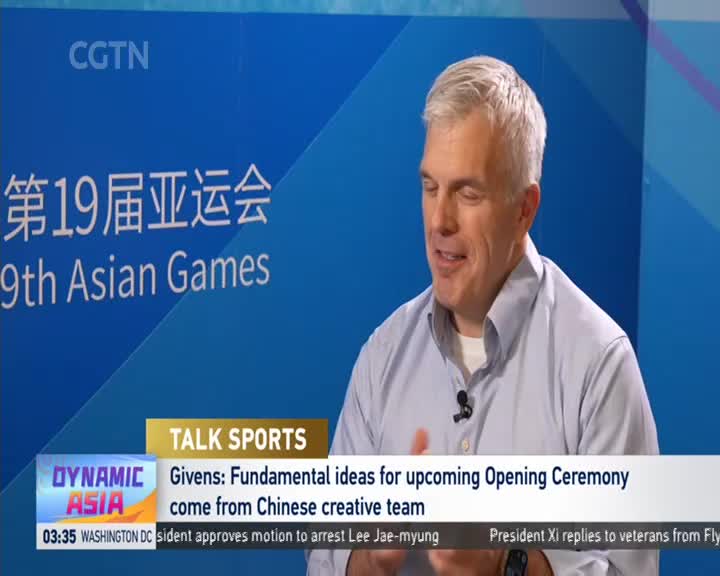 CGTN
第19届亚运会
9th Asian Games
TALK SPORTS
Givens: Fundamental ideas for upcoming Opening Ceremony
come from Chinese creative team
DYNAMIC
ASIA
03:35 WASHINGTON DC
sident approves motion to arrest Lee Jae-myung
President Xi replies to veterans from Fly